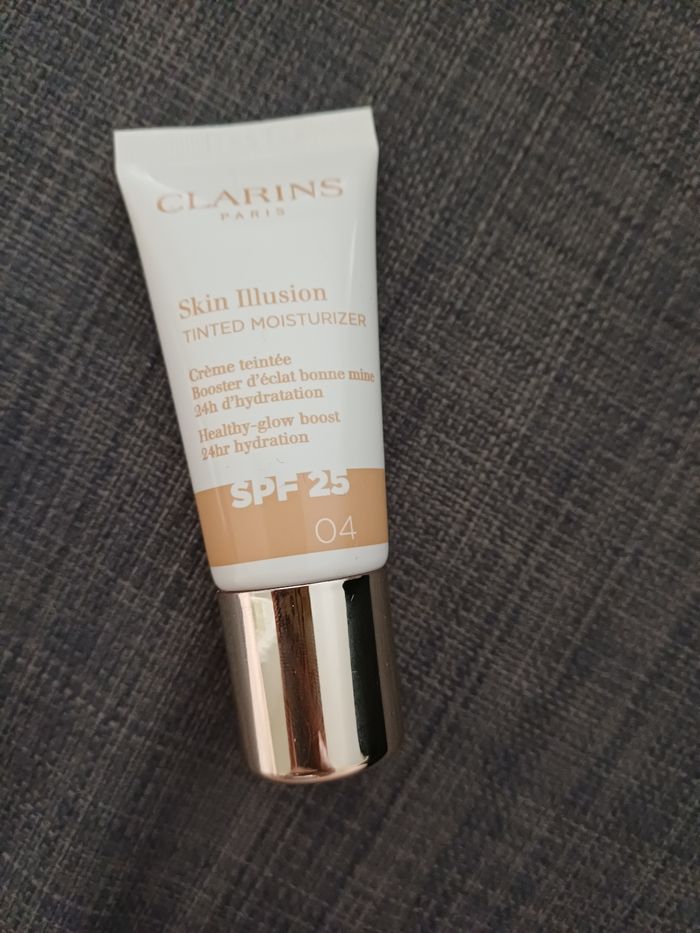 CLARINS
PARIS
Skin Illusion
TINTED MOISTURIZER
Crème teintée
Booster d'éclat bonne mine
24h d'hydratation
Healthy-glow boost
24hr hydration
SPF 25
04